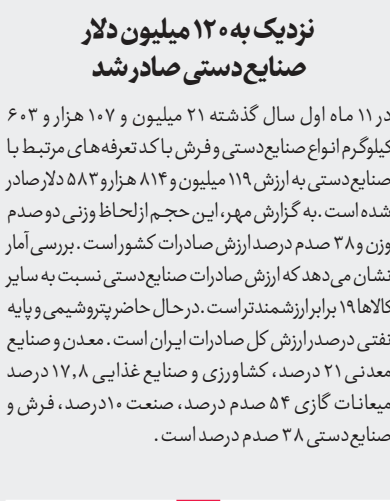 نزدیک به ۱۲۰ میلیون دلار
صنایع‌دستی صادر شد
در ۱۱ ماه اول سال گذشته ۲۱ میلیون و ۱۰۷ هزار و ۶۰۳
کیلوگرم انواع صنایع‌دستی و فرش با کد تعرفه‌های مرتبط با
صنایع‌دستی به ارزش ۱۱۹ میلیون و ۸۱۴ هزار و ۵۸۳ دلار صادر
شده است. به گزارش مهر، این حجم از لحاظ وزنی دو صدم
وزن و ۳۸ صدم درصد ارزش صادرات کشور است. بررسی آمار
نشان می‌دهد که ارزش صادرات صنایع‌دستی نسبت به سایر
کالاها ۱۹ برابر ارزشمندتر است. در حال حاضر پتروشیمی و پایه
نفتی درصد ارزش کل صادرات ایران است. معدن و صنایع
معدنی ۲۱ درصد، کشاورزی و صنایع غذایی ۱۷,۸ درصد
میعانات گازی ۵۴ صدم درصد، صنعت ۱۰ درصد، فرش و
صنایع‌دستی ۳۸ صدم درصد است.